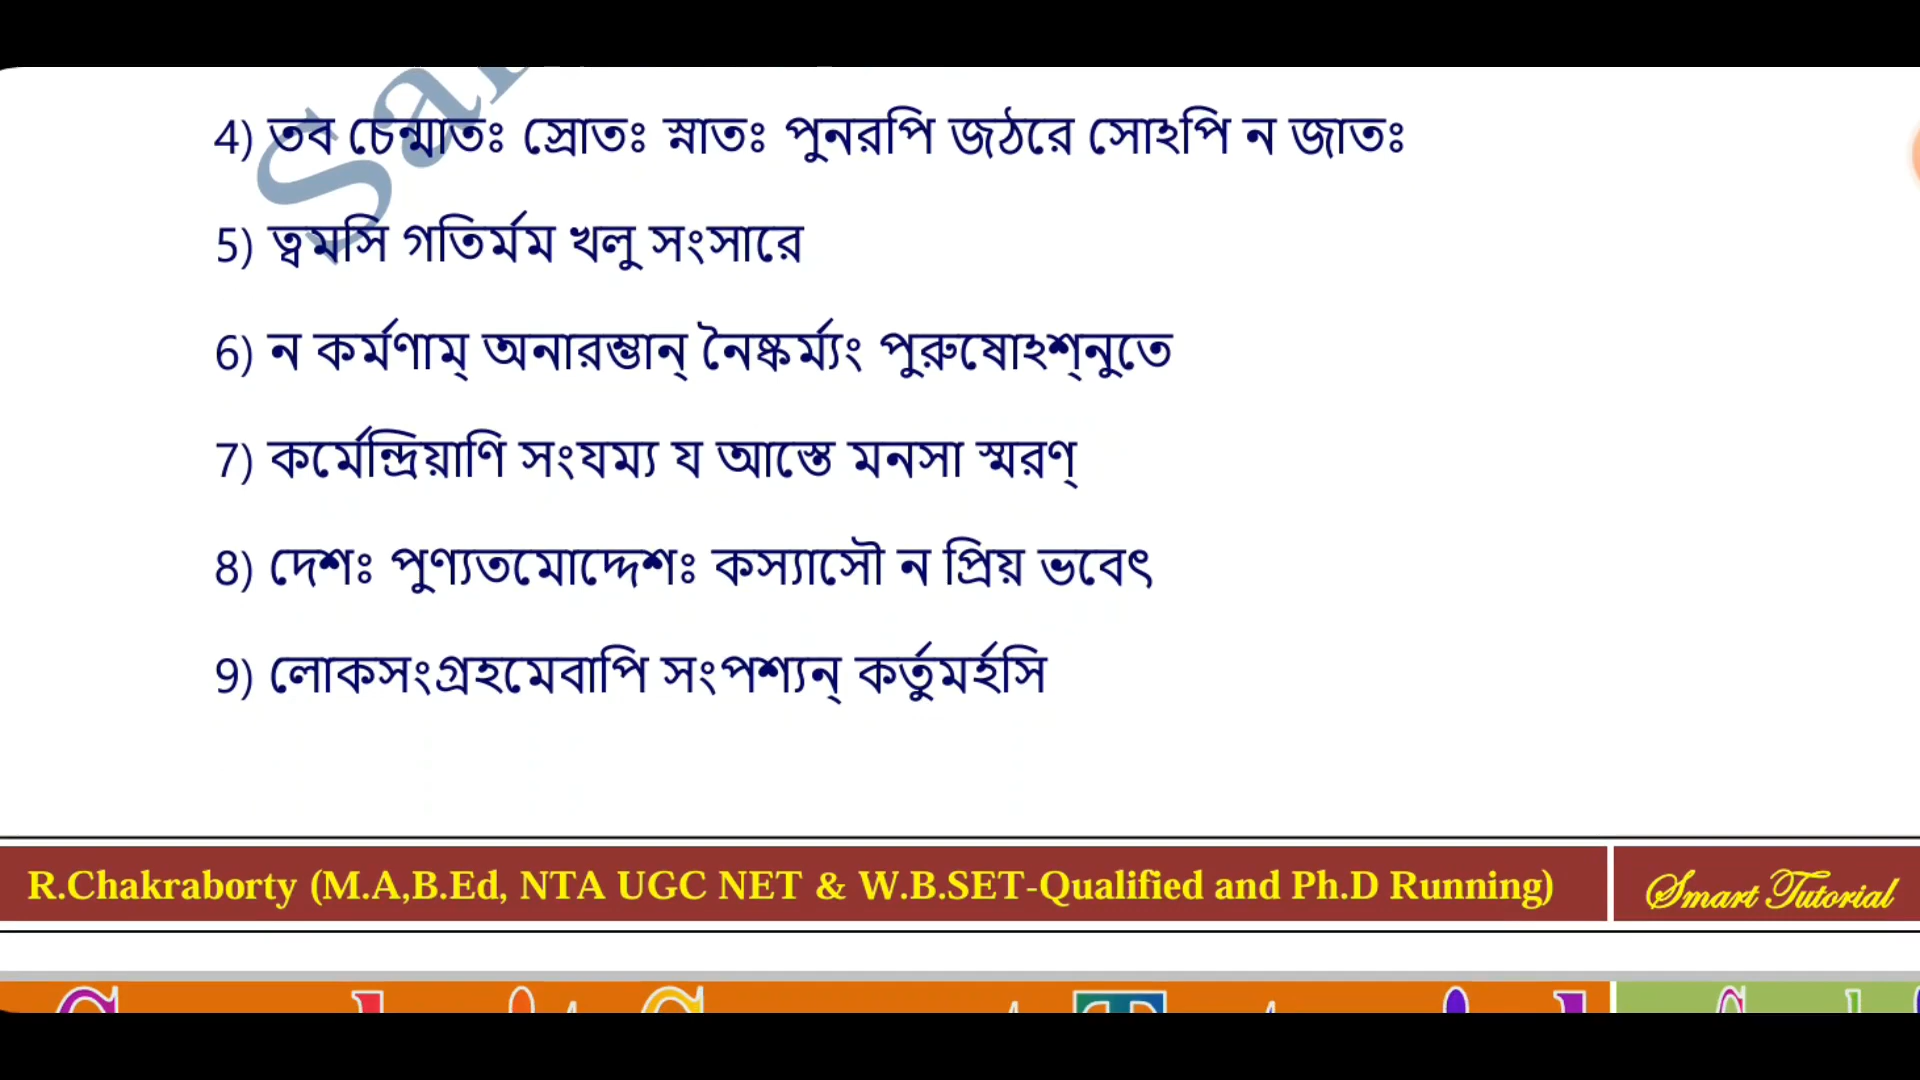 4) তব চেন্মাতঃ স্রোতঃ স্নাতঃ পুনরপি জঠরে সোঽপি ন জাতঃ
5) ত্বমসি গতির্মম খলু সংসারে
6) ন কর্মণাম্ অনারম্ভান্ নৈষ্কর্ম্যং পুরুষোঽশ্নুতে
7) কর্মেন্দ্রিয়াণি সংযম্য য আস্তে মনসা স্মরণ্
8) দেশঃ পুণ্যতমোদ্দেশঃ কস্যাসৌ ন প্রিয় ভবেৎ
9) লোকসংগ্রহমেবাপি সংপশ্যন্ কর্তুমর্হসি
R.Chakraborty (M.A,B.Ed, NTA UGC NET & W.B.SET-Qualified and Ph.D Running)
Smart Tutorial